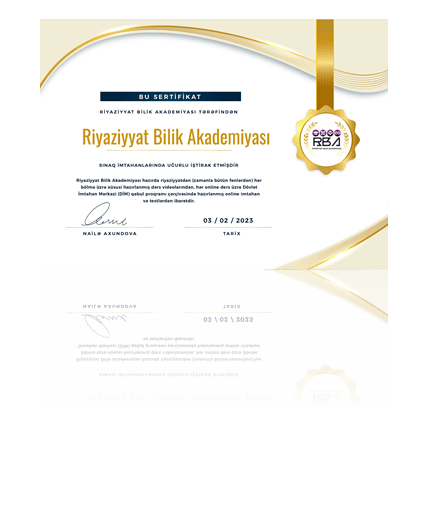 BU SERTİFİKAT
RİYAZİYYAT BİLİK AKADEMİYASI TƏRƏFİNDƏN
Riyaziyyat Bilik Akademiyası
SINAQ İMTAHANLARINDA UĞURLU İŞTİRAK ETMİŞDİR
Riyaziyyat Bilik Akademiyası hazırda riyaziyyatdan (zamanla bütün fənlərdən) hər
bölmə üzrə xüsusi hazırlanmış dərs videolarından, hər online dərs üzrə Dövlət
İmtahan Mərkəzi (DİM) qəbul proqramı çərçivəsində hazırlanmış online imtahan
və testlərdən ibarətdir.
03 / 02 / 2023
NAİLƏ AXUNDOVA
TARİX
RBA